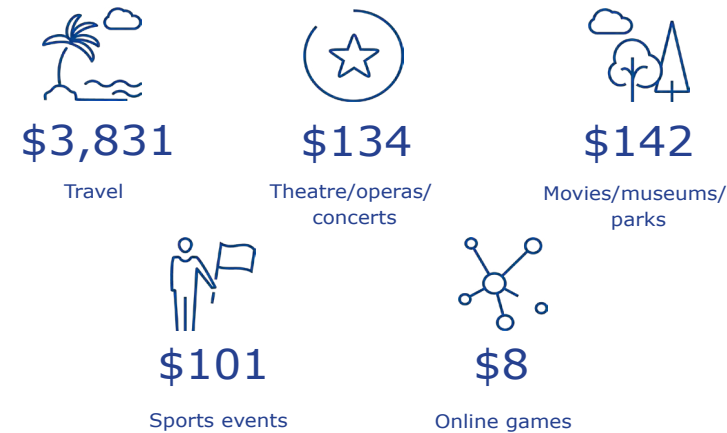 $3,831
Travel
$134
Theatre/operas/
concerts
$142
Movies/museums/
parks
$101
Sports events
$8
Online games